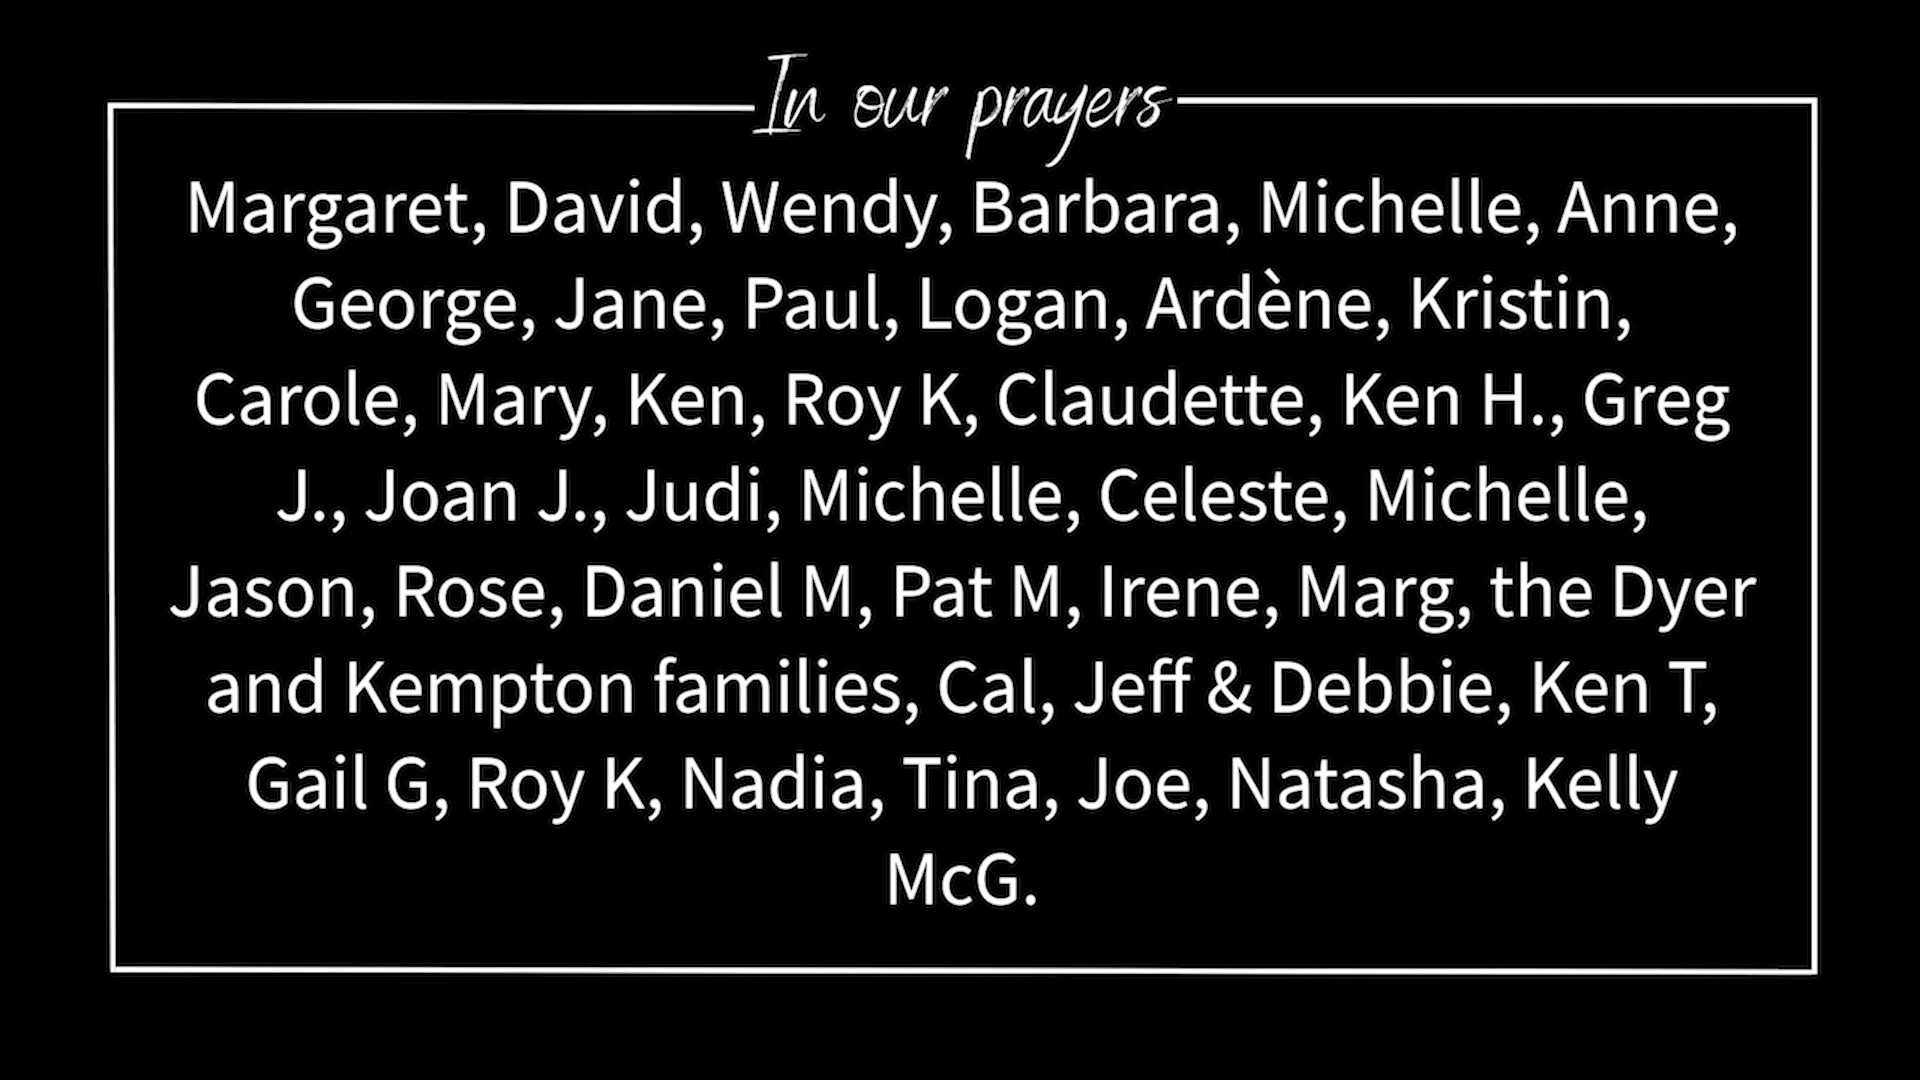 In our prayers
Margaret, David, Wendy, Barbara, Michelle, Anne,
George, Jane, Paul, Logan, Ardène, Kristin,
Carole, Mary, Ken, Roy K, Claudette, Ken H., Greg
J., Joan J., Judi, Michelle, Celeste, Michelle,
Jason, Rose, Daniel M, Pat M, Irene, Marg, the Dyer
and Kempton families, Cal, Jeff & Debbie, Ken T,
Gail G, Roy K, Nadia, Tina, Joe, Natasha, Kelly
McG.